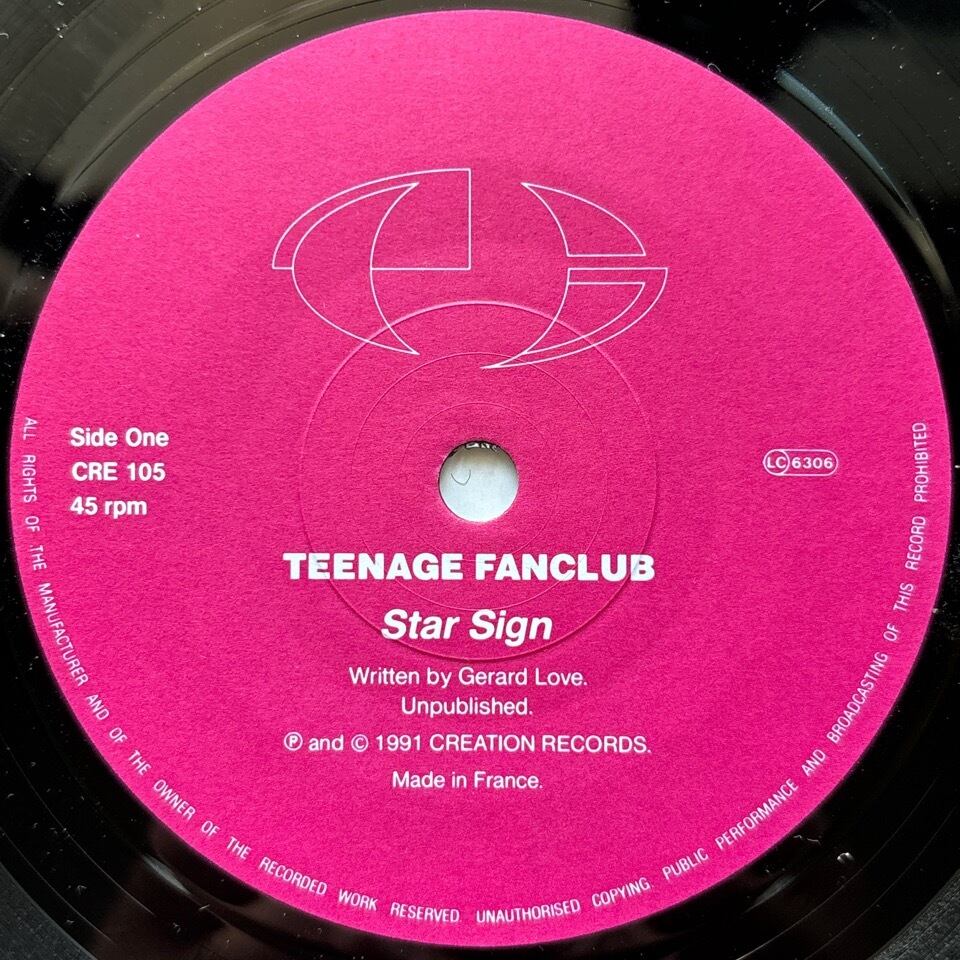 Side One
CRE 105
45 rpm
LC 6306
TEENAGE FANCLUB
Star Sign
Written by Gerard Love.
Unpublished.
Ⓟ and © 1991 CREATION RECORDS.
Made in France.
ALL RIGHTS OF THE MANUFACTURER AND OF THE OWNER OF THE RECORDED WORK RESERVED. UNAUTHORISED COPYING, PUBLIC PERFORMANCE AND BROADCASTING OF THIS RECORD PROHIBITED